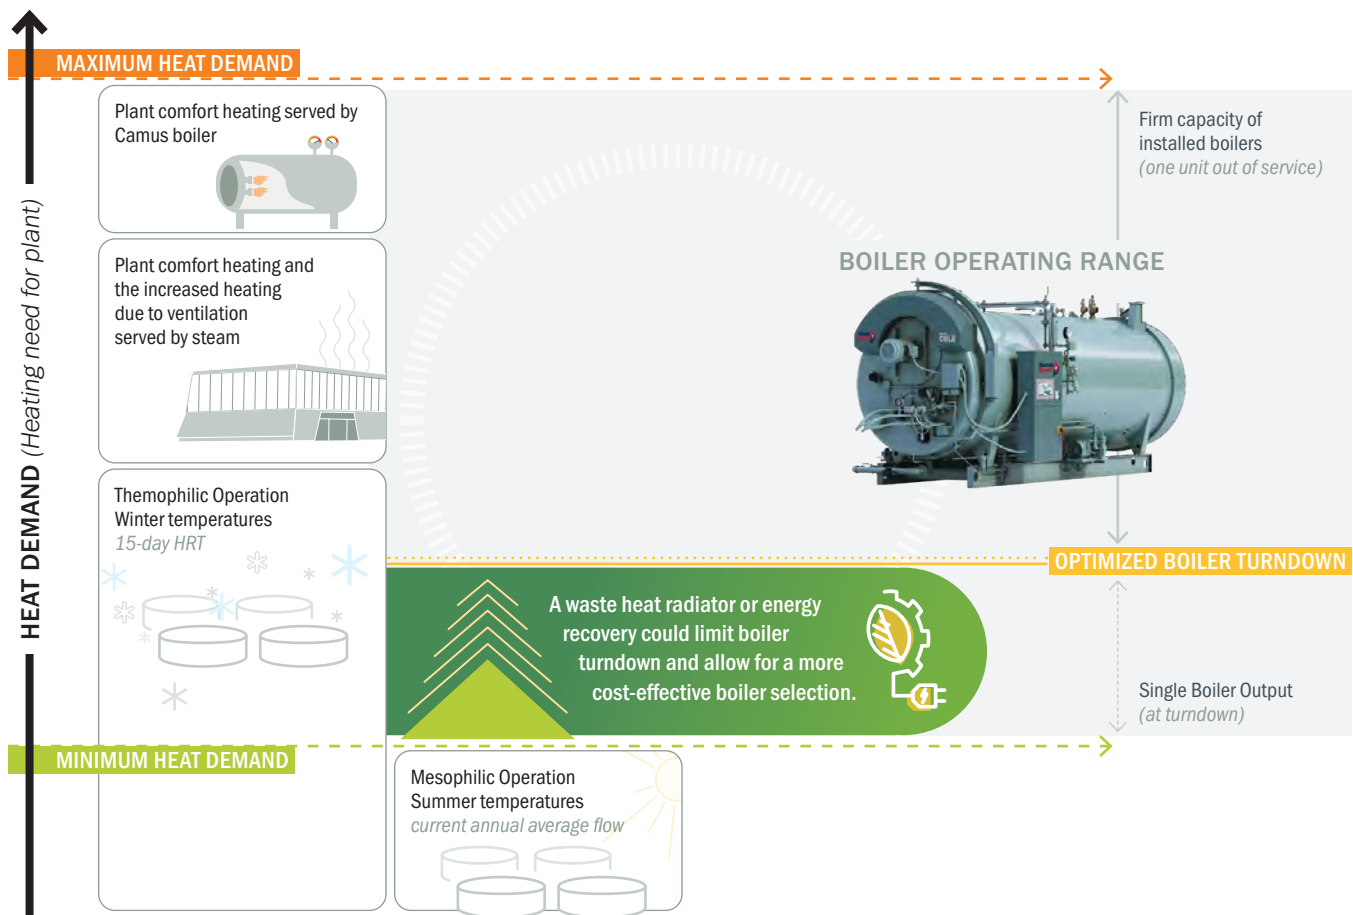 MAXIMUM HEAT DEMAND
Plant comfort heating served by
Camus boiler
Firm capacity of
installed boilers
(one unit out of service)
HEAT DEMAND (Heating need for plant)
Plant comfort heating and
the increased heating
due to ventilation
served by steam
BOILER OPERATING RANGE
Themophilic Operation
Winter temperatures
15-day HRT
OPTIMIZED BOILER TURNDOWN
A waste heat radiator or energy
recovery could limit boiler
turndown and allow for a more
cost-effective boiler selection.
Single Boiler Output
(at turndown)
MINIMUM HEAT DEMAND
Mesophilic Operation
Summer temperatures
current annual average flow